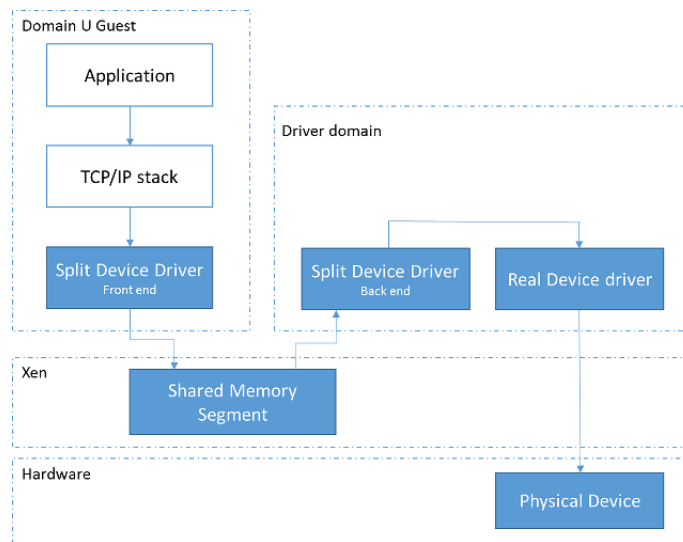 Domain U Guest
Application
TCP/IP stack
Split Device Driver
Front end
Driver domain
Split Device Driver
Back end
Real Device driver
Xen
Shared Memory
Segment
Hardware
Physical Device